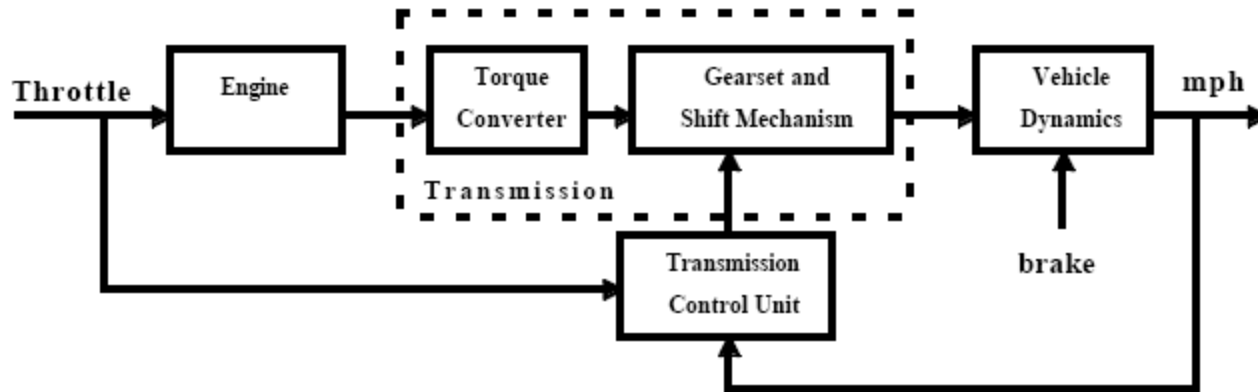 Throttle
Engine
Torque
Converter
Gearset and
Shift Mechanism
Vehicle
Dynamics
mph
Transmission
brake
Transmission
Control Unit